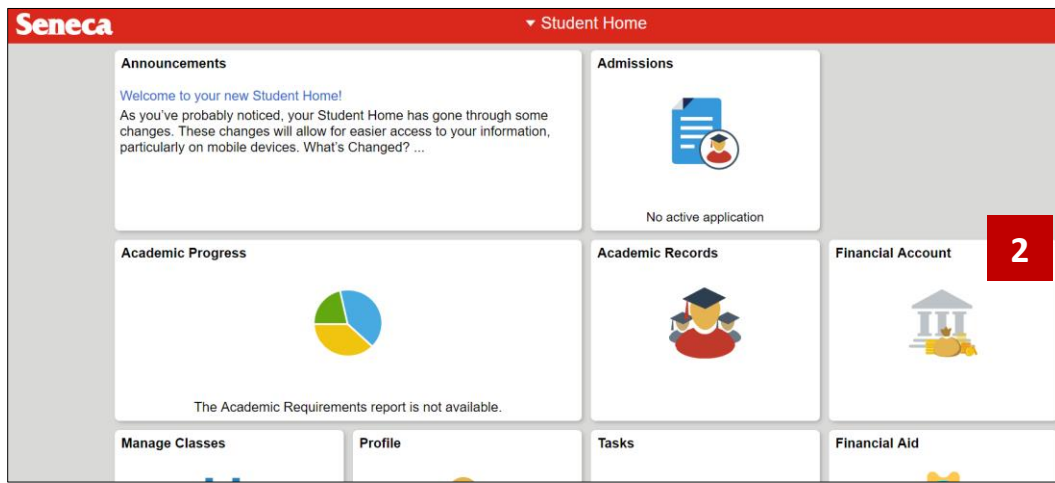 Seneca
Student Home
Announcements
Welcome to your new Student Home!
As you've probably noticed, your Student Home has gone through some
changes. These changes will allow for easier access to your information,
particularly on mobile devices. What's Changed? ...
Admissions
No active application
Academic Progress
The Academic Requirements report is not available.
Academic Records
Financial Account
2
Manage Classes
Profile
Tasks
Financial Aid